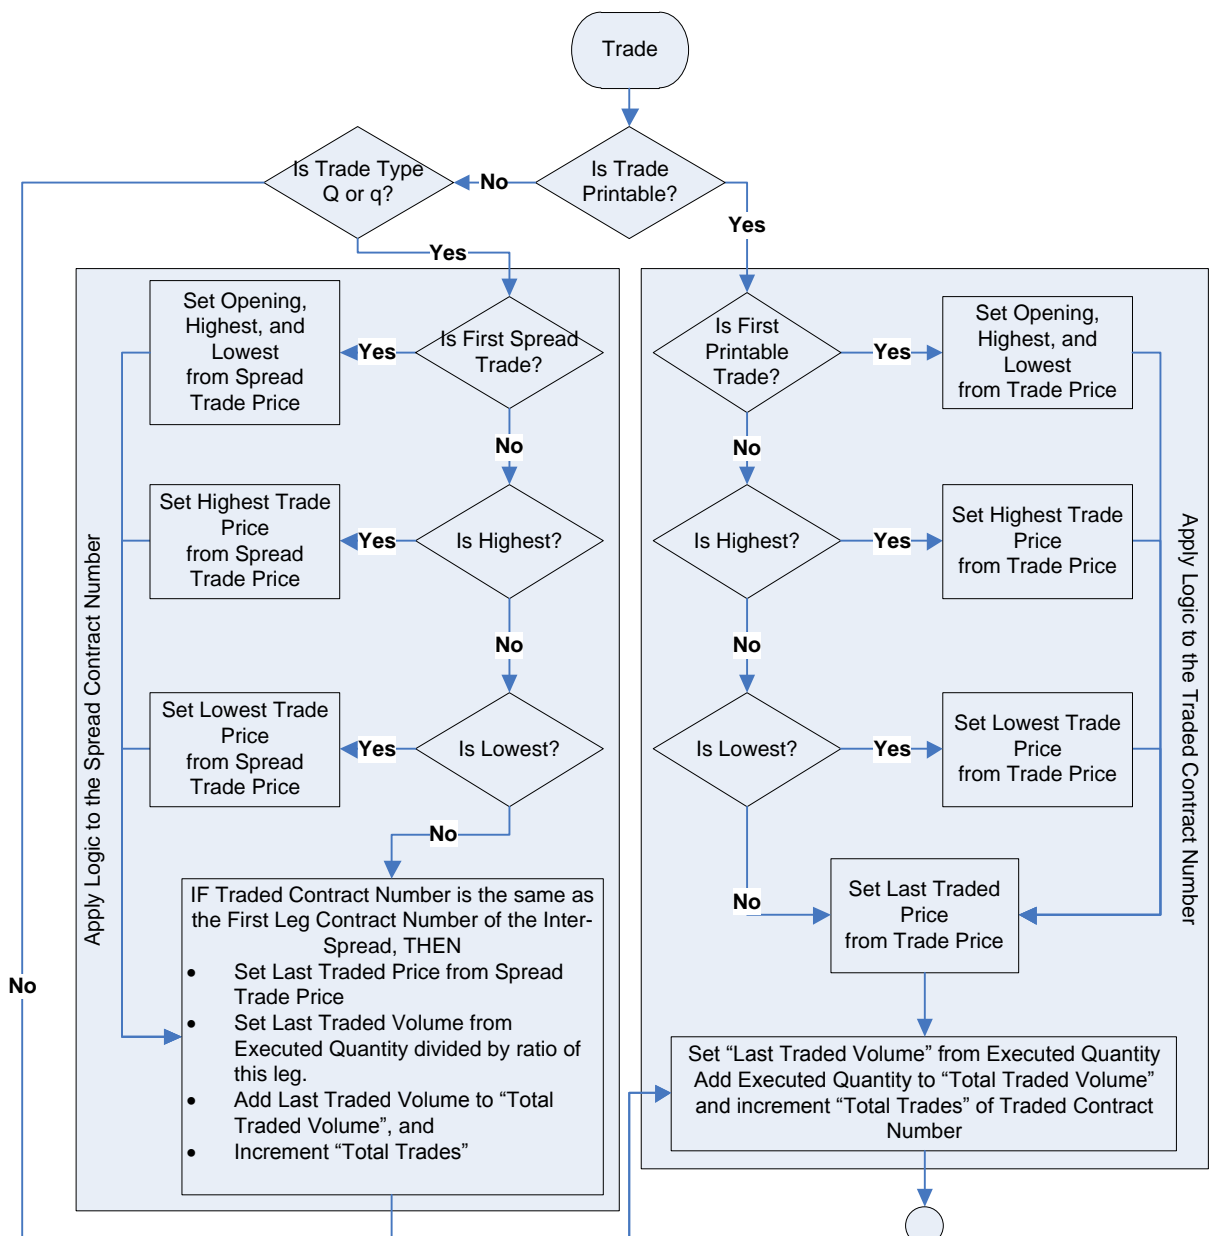 Trade
Is Trade Type
Q or q?
No
Is Trade
Printable?
Yes
Yes
Set Opening,
Highest, and
Lowest
from Spread
Trade Price
Yes
Is First Spread
Trade?
Is First
Printable
Trade?
Yes
Set Opening,
Highest, and
Lowest
from Trade Price
No
No
Set Highest Trade
Price
from Spread
Trade Price
Yes
Is Highest?
Is Highest?
Yes
Set Highest Trade
Price
from Trade Price
No
No
Set Lowest Trade
Price
from Spread
Trade Price
Yes
Is Lowest?
Is Lowest?
Yes
Set Lowest Trade
Price
from Trade Price
Apply Logic to the Spread Contract Number
Apply Logic to the Traded Contract Number
No
No
IF Traded Contract Number is the same as
the First Leg Contract Number of the Inter-
Spread, THEN
• Set Last Traded Price from Spread
Trade Price
• Set Last Traded Volume from
Executed Quantity divided by ratio of
this leg.
• Add Last Traded Volume to “Total
Traded Volume”, and
• Increment “Total Trades”
Set Last Traded
Price
from Trade Price
No
Set “Last Traded Volume” from Executed Quantity
Add Executed Quantity to “Total Traded Volume”
and increment “Total Trades” of Traded Contract
Number